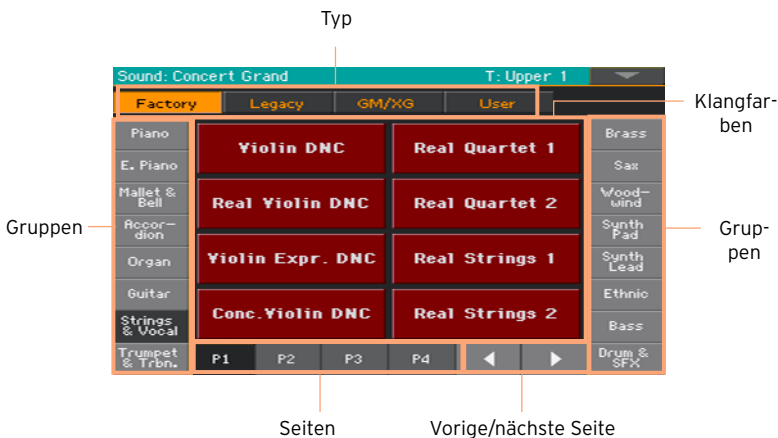 Typ
Sound: Concert Grand T: Upper 1
Factory Legacy GM/XG User
Klangfar-
ben
Piano
E. Piano
Mallet &
Bell
Accor-
dion
Organ
Guitar
Strings
& Vocal
Trumpet
& Trbn.
Violin DNC Real Quartet 1
Real Violin DNC Real Quartet 2
Violin Expr. DNC Real Strings 1
Conc.Violin DNC Real Strings 2
Brass
Sax
Wood-
wind
Synth
Pad
Synth
Lead
Ethnic
Bass
Drum &
SFX
Gruppen
Grup-
pen
P1 P2 P3 P4
Seiten Vorige/nächste Seite